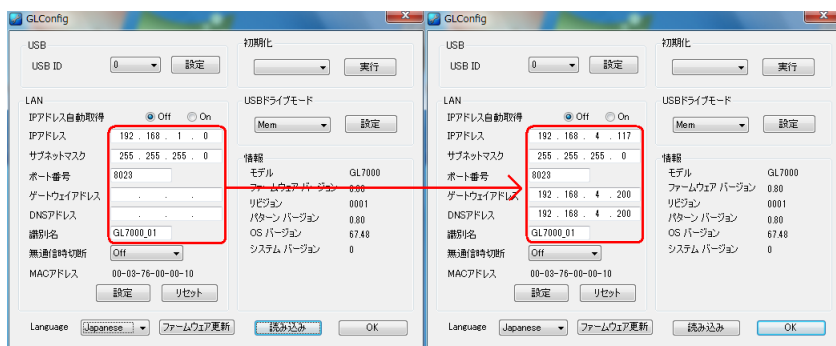 GLConfig
USB
USB ID 0 設定
初期化
実行
LAN
IPアドレス自動取得 Off On
IPアドレス 192 . 168 . 1 . 0
サブネットマスク 255 . 255 . 255 . 0
ポート番号 8023
ゲートウェイアドレス . . .
DNSアドレス . . .
識別名 GL7000_01
無通信時切断 Off
MACアドレス 00-03-76-00-00-10
設定 リセット
USBドライブモード
Mem 設定
情報
モデル GL7000
ファームウェア バージョン 0.80
リビジョン 0001
パターン バージョン 0.80
OS バージョン 67.48
システム バージョン 0
Language Japanese ファームウェア更新 読み込み OK
GLConfig
USB
USB ID 0 設定
初期化
実行
LAN
IPアドレス自動取得 Off On
IPアドレス 192 . 168 . 4 . 117
サブネットマスク 255 . 255 . 255 . 0
ポート番号 8023
ゲートウェイアドレス 192 . 168 . 4 . 200
DNSアドレス 192 . 168 . 4 . 200
識別名 GL7000_01
無通信時切断 Off
MACアドレス 00-03-76-00-00-10
設定 リセット
USBドライブモード
Mem 設定
情報
モデル GL7000
ファームウェア バージョン 0.80
リビジョン 0001
パターン バージョン 0.80
OS バージョン 67.48
システム バージョン 0
Language Japanese ファームウェア更新 読み込み OK